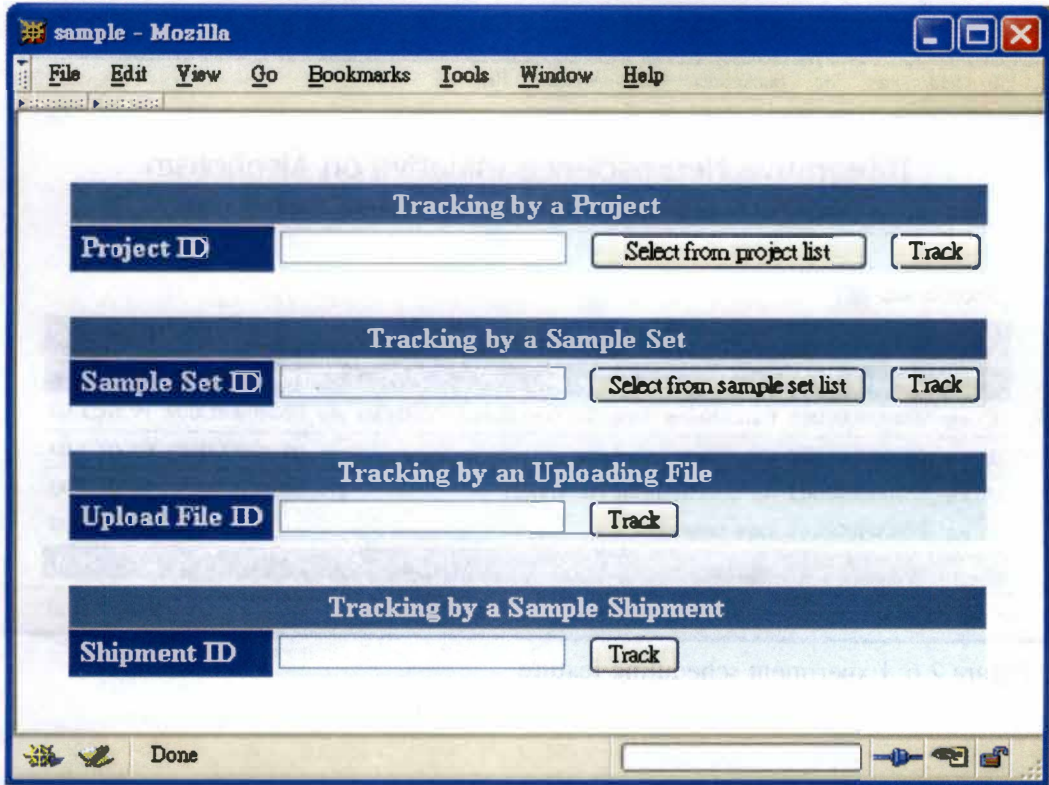 sample - Mozilla
File Edit View Go Bookmarks Tools Window Help
Tracking by a Project
Project ID Select from project list Track
Tracking by a Sample Set
Sample Set ID Select from sample set list Track
Tracking by an Uploading File
Upload File ID Track
Tracking by a Sample Shipment
Shipment ID Track
Done